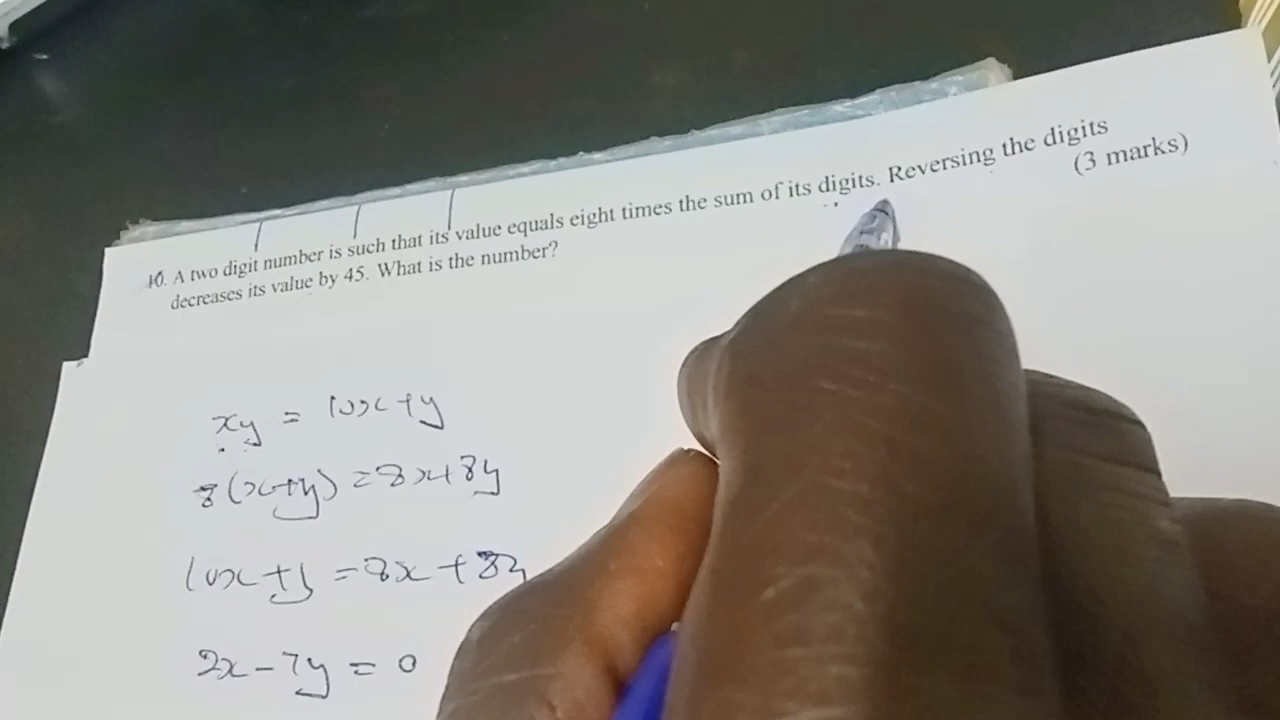 16. A two digit number is such that its value equals eight times the sum of its digits. Reversing the digits
decreases its value by 45. What is the number?
(3 marks)
xy = 10x+y
8(x+y) = 8x+8y
10x+y = 8x+8y
2x-7y = 0